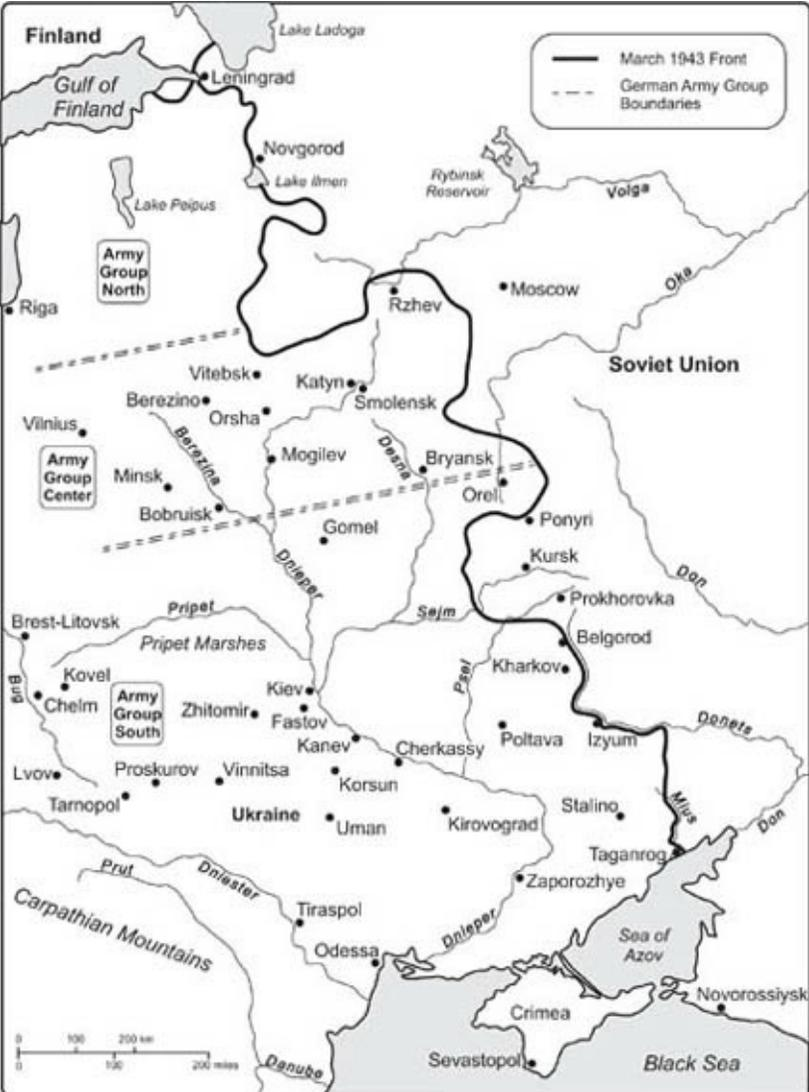 Finland
Lake Ladoga
Gulf of
Finland
Leningrad
March 1943 Front
German Army Group
Boundaries
Novgorod
Lake Ilmen
Lake Peipus
Rybinsk
Reservoir
Volga
Army
Group
North
Riga
Rzhev
Moscow
Oka
Soviet Union
Vitebsk
Katyn
Smolensk
Berezino
Orsha
Vilnius
Berezina
Mogilev
Desna
Bryansk
Army
Group
Center
Minsk
Orel
Bobruisk
Gomel
Ponyri
Kursk
Don
Dnieper
Prokhorovka
Brest-Litovsk
Pripet
Pripet Marshes
Sejm
Belgorod
Kharkov
Psel
Bug
Kovel
Chelm
Army
Group
South
Kiev
Zhitomir
Fastov
Kanev
Poltava
Izyum
Donets
Cherkassy
Lvov
Proskurov
Vinnitsa
Korsun
Tarnopol
Ukraine
Uman
Kirovograd
Stalino
Mius
Don
Taganrog
Prut
Dniester
Zaporozhye
Carpathian Mountains
Tiraspol
Dnieper
Odessa
Sea of
Azov
Novorossiysk
Crimea
0 100 200 km
0 100 200 miles
Danube
Sevastopol
Black Sea